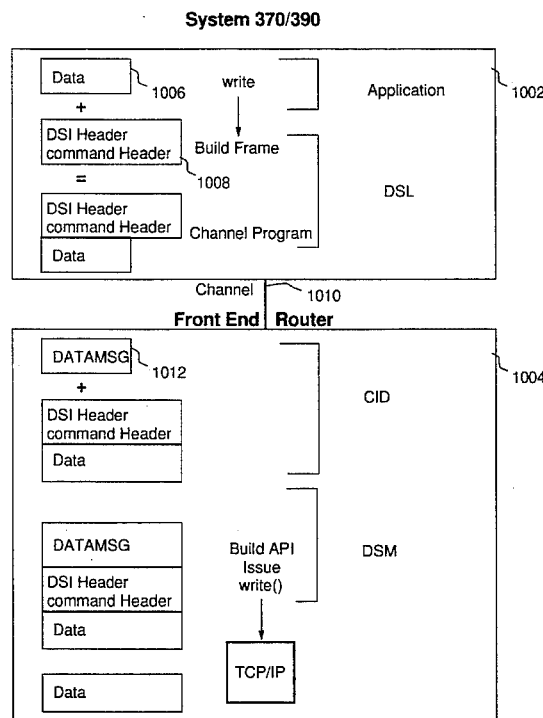 System 370/390
Data
1006
write
Application
1002
+
DSI Header
command Header
1008
Build Frame
=
DSL
DSI Header
command Header
Data
Channel Program
Channel
1010
Front End Router
DATAMSG
1012
1004
+
CID
DSI Header
command Header
Data
DATAMSG
DSI Header
command Header
Data
Build API
Issue
write()
DSM
TCP/IP
Data